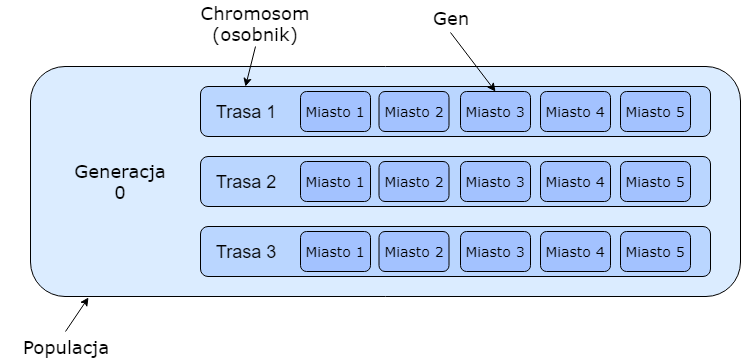 Chromosom
(osobnik)
Gen
Generacja
0
Trasa 1 Miasto 1 Miasto 2 Miasto 3 Miasto 4 Miasto 5
Trasa 2 Miasto 1 Miasto 2 Miasto 3 Miasto 4 Miasto 5
Trasa 3 Miasto 1 Miasto 2 Miasto 3 Miasto 4 Miasto 5
Populacja